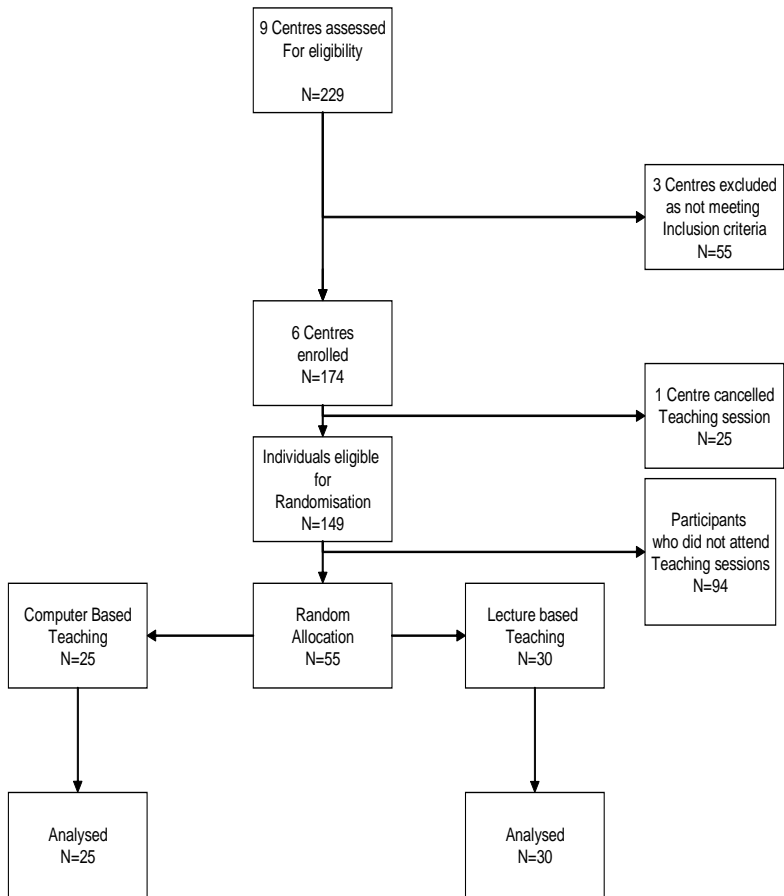 9 Centres assessed
For eligibility
N=229
3 Centres excluded
as not meeting
Inclusion criteria
N=55
6 Centres
enrolled
N=174
1 Centre cancelled
Teaching session
N=25
Individuals eligible
for
Randomisation
N=149
Participants
who did not attend
Teaching sessions
N=94
Computer Based
Teaching
N=25
Random
Allocation
N=55
Lecture based
Teaching
N=30
Analysed
N=25
Analysed
N=30